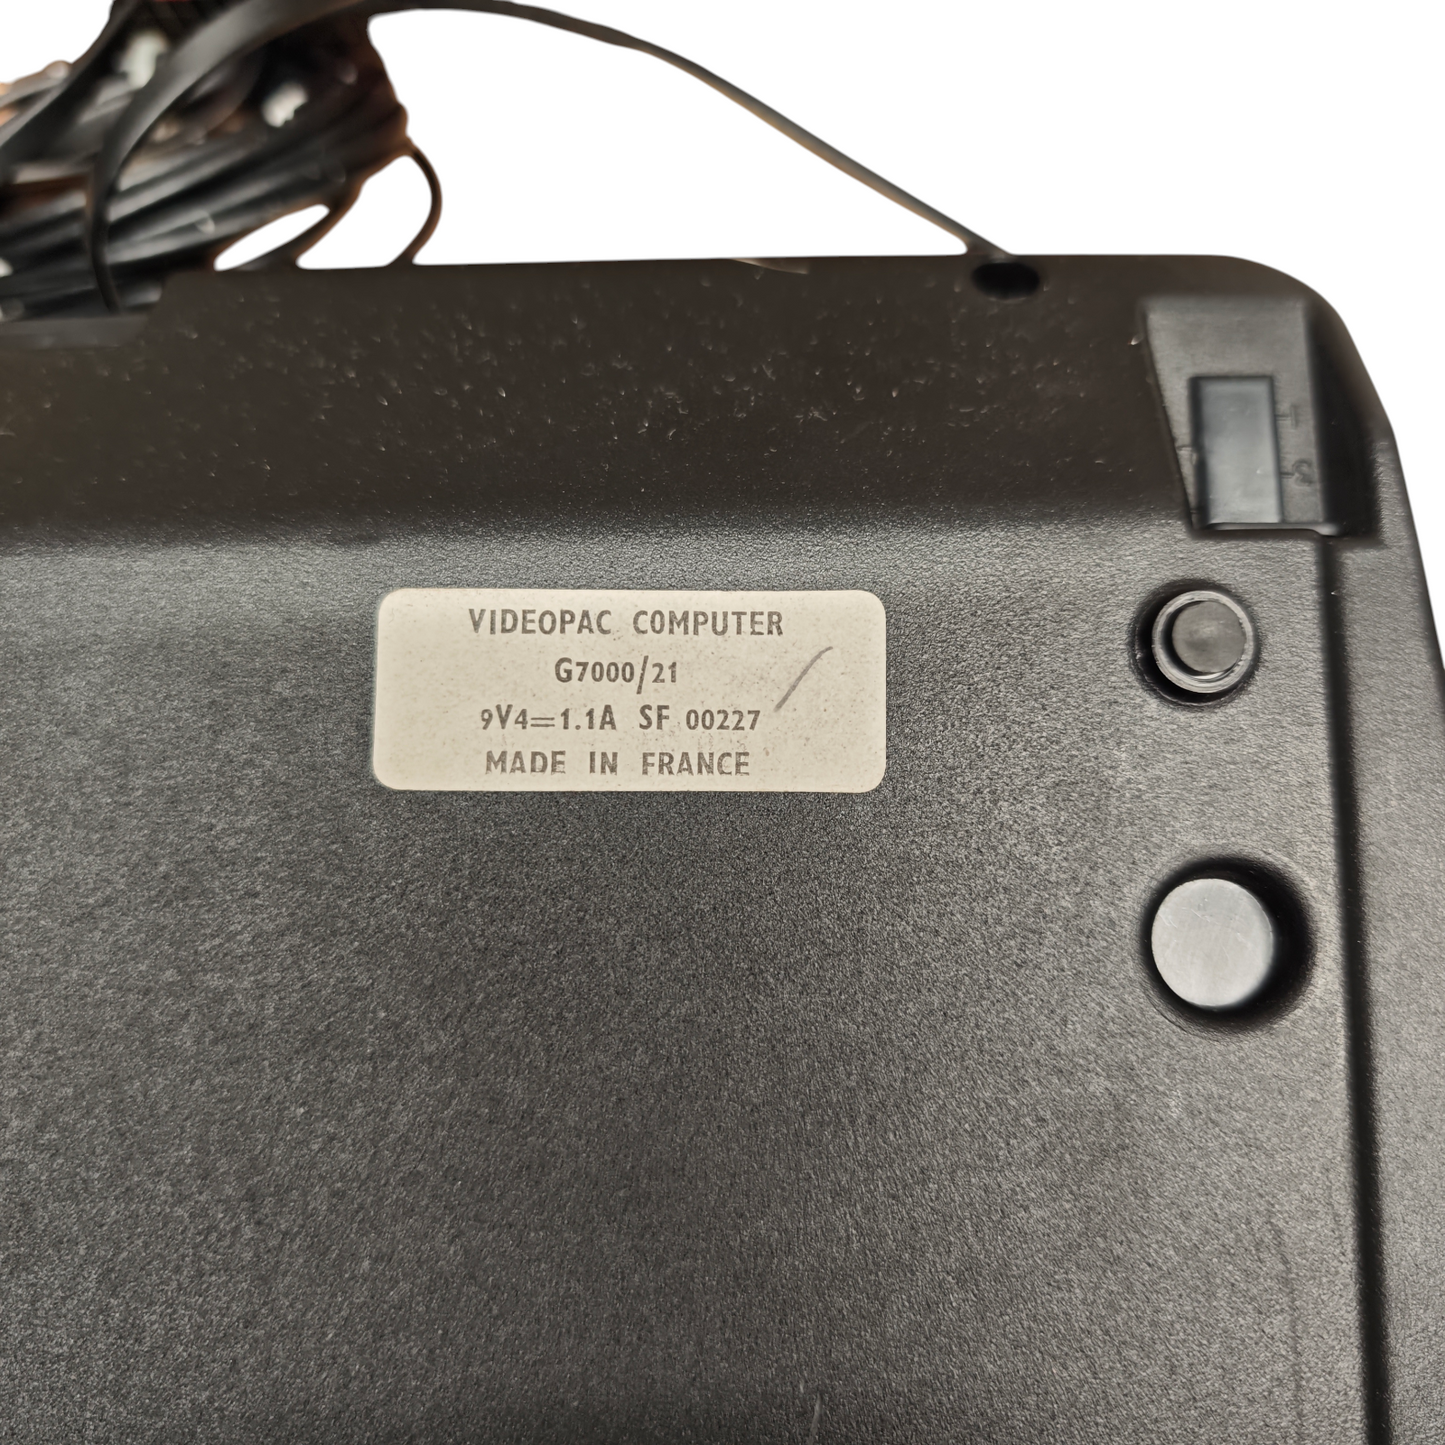 VIDEOPAC COMPUTER
G7000/21
9V4=1.1A SF 00227
MADE IN FRANCE